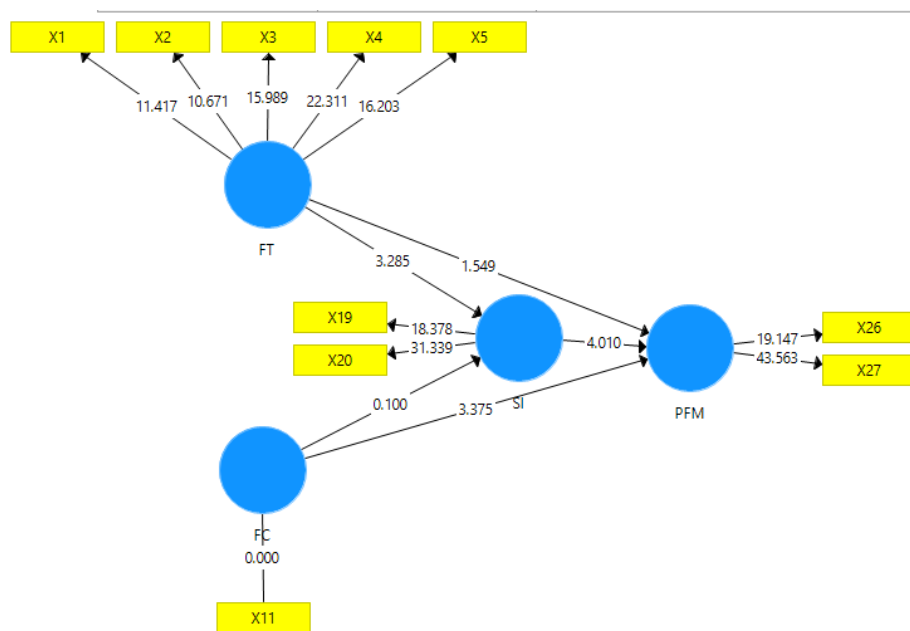 X1 X2 X3 X4 X5
11.417 10.671 15.989 22.311 16.203
FT
3.285 1.549
X19 18.378
X20 31.339
SI
4.010
PFM
19.147 X26
43.563 X27
0.100 3.375
FC
0.000
X11